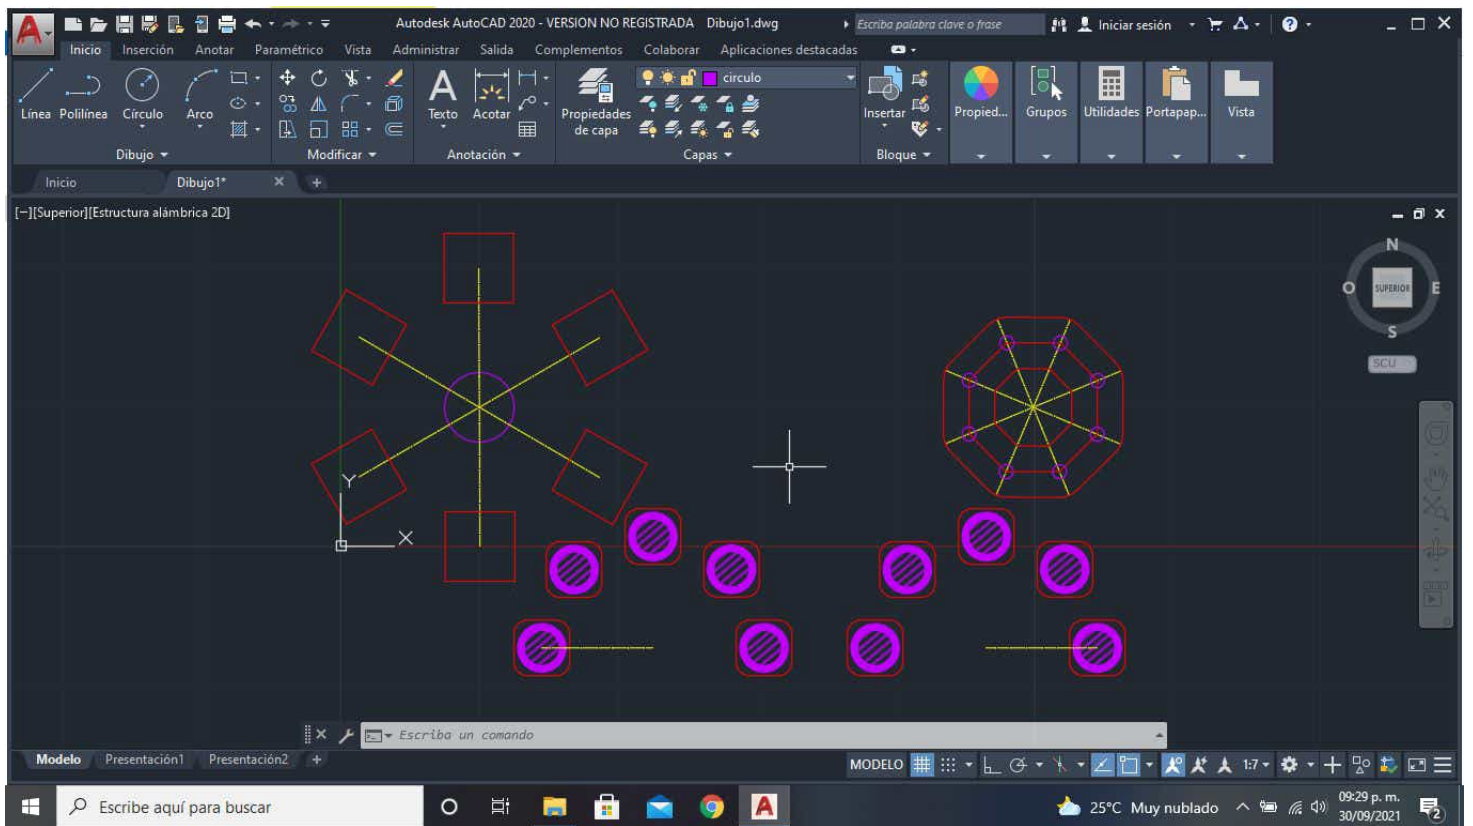 Autodesk AutoCAD 2020 - VERSION NO REGISTRADA Dibujo1.dwg Escriba palabra clave o frase Iniciar sesión
Inicio Inserción Anotar Paramétrico Vista Administrar Salida Complementos Colaborar Aplicaciones destacadas
circulo
Línea Polilínea Círculo Arco Texto Acotar Propiedades de capa Insertar Propied... Grupos Utilidades Portapap... Vista
Dibujo Modificar Anotación Capas Bloque
Inicio Dibujo1* × +
[−][Superior][Estructura alámbrica 2D]
N
O SUPERIOR E
S
SCU
Y
X
Escriba un comando
Modelo Presentación1 Presentación2 + MODELO 1:7
Escribe aquí para buscar 25°C Muy nublado 09:29 p. m.
30/09/2021 2